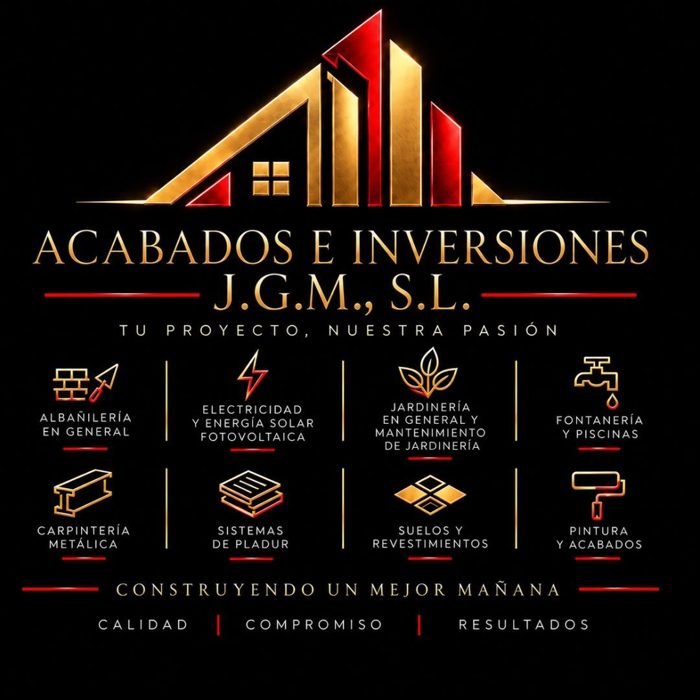 ACABADOS E INVERSIONES
J.G.M., S.L.
TU PROYECTO, NUESTRA PASIÓN
ALBAÑILERÍA
EN GENERAL
ELECTRICIDAD
Y ENERGÍA SOLAR
FOTOVOLTAICA
JARDINERÍA
EN GENERAL Y
MANTENIMIENTO
DE JARDINERÍA
FONTANERÍA
Y PISCINAS
CARPINTERÍA
METÁLICA
SISTEMAS
DE PLADUR
SUELOS Y
REVESTIMIENTOS
PINTURA
Y ACABADOS
CONSTRUYENDO UN MEJOR MAÑANA
CALIDAD | COMPROMISO | RESULTADOS